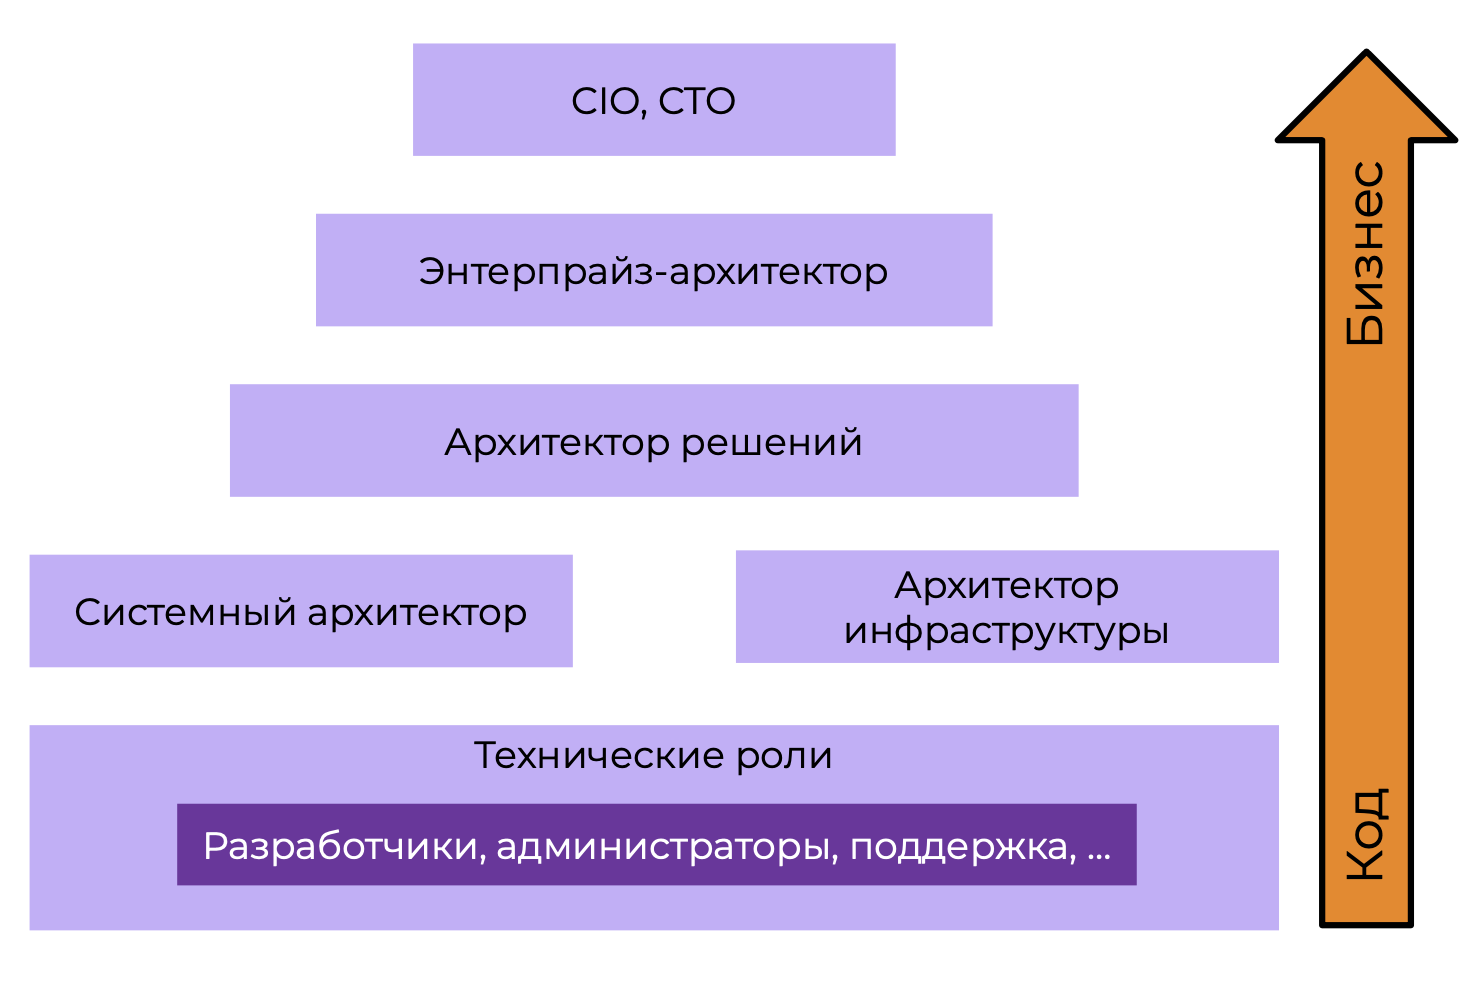 CIO, CTO
Энтерпрайз-архитектор
Архитектор решений
Системный архитектор
Архитектор
инфраструктуры
Технические роли
Разработчики, администраторы, поддержка, ...
Бизнес
Код